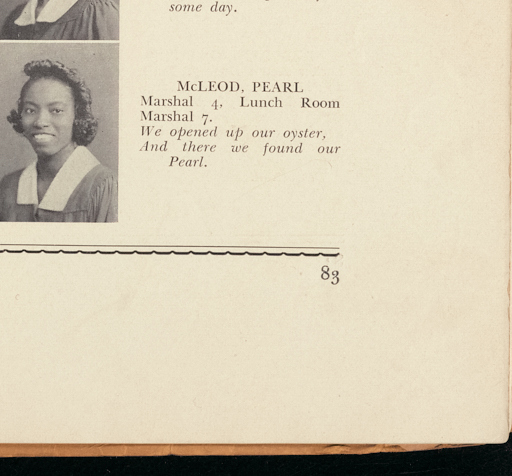 some day.
McLEOD, PEARL
Marshal 4, Lunch Room
Marshal 7.
We opened up our oyster,
And there we found our
Pearl.
83